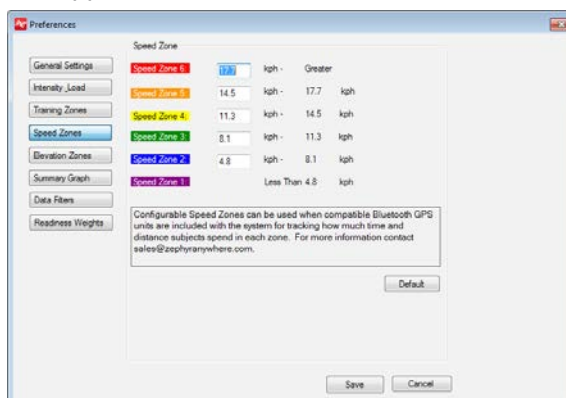 Preferences
General Settings
Intensity _Load
Training Zones
Speed Zones
Elevation Zones
Summary Graph
Data Filters
Readiness Weights
Speed Zone
Speed Zone 6: 17.7 kph - Greater
Speed Zone 5: 14.5 kph - 17.7 kph
Speed Zone 4: 11.3 kph - 14.5 kph
Speed Zone 3: 8.1 kph - 11.3 kph
Speed Zone 2: 4.8 kph - 8.1 kph
Speed Zone 1: Less Than 4.8 kph
Configurable Speed Zones can be used when compatible Bluetooth GPS
units are included with the system for tracking how much time and
distance subjects spend in each zone. For more information contact
sales@zephyranywhere.com.
Default
Save Cancel